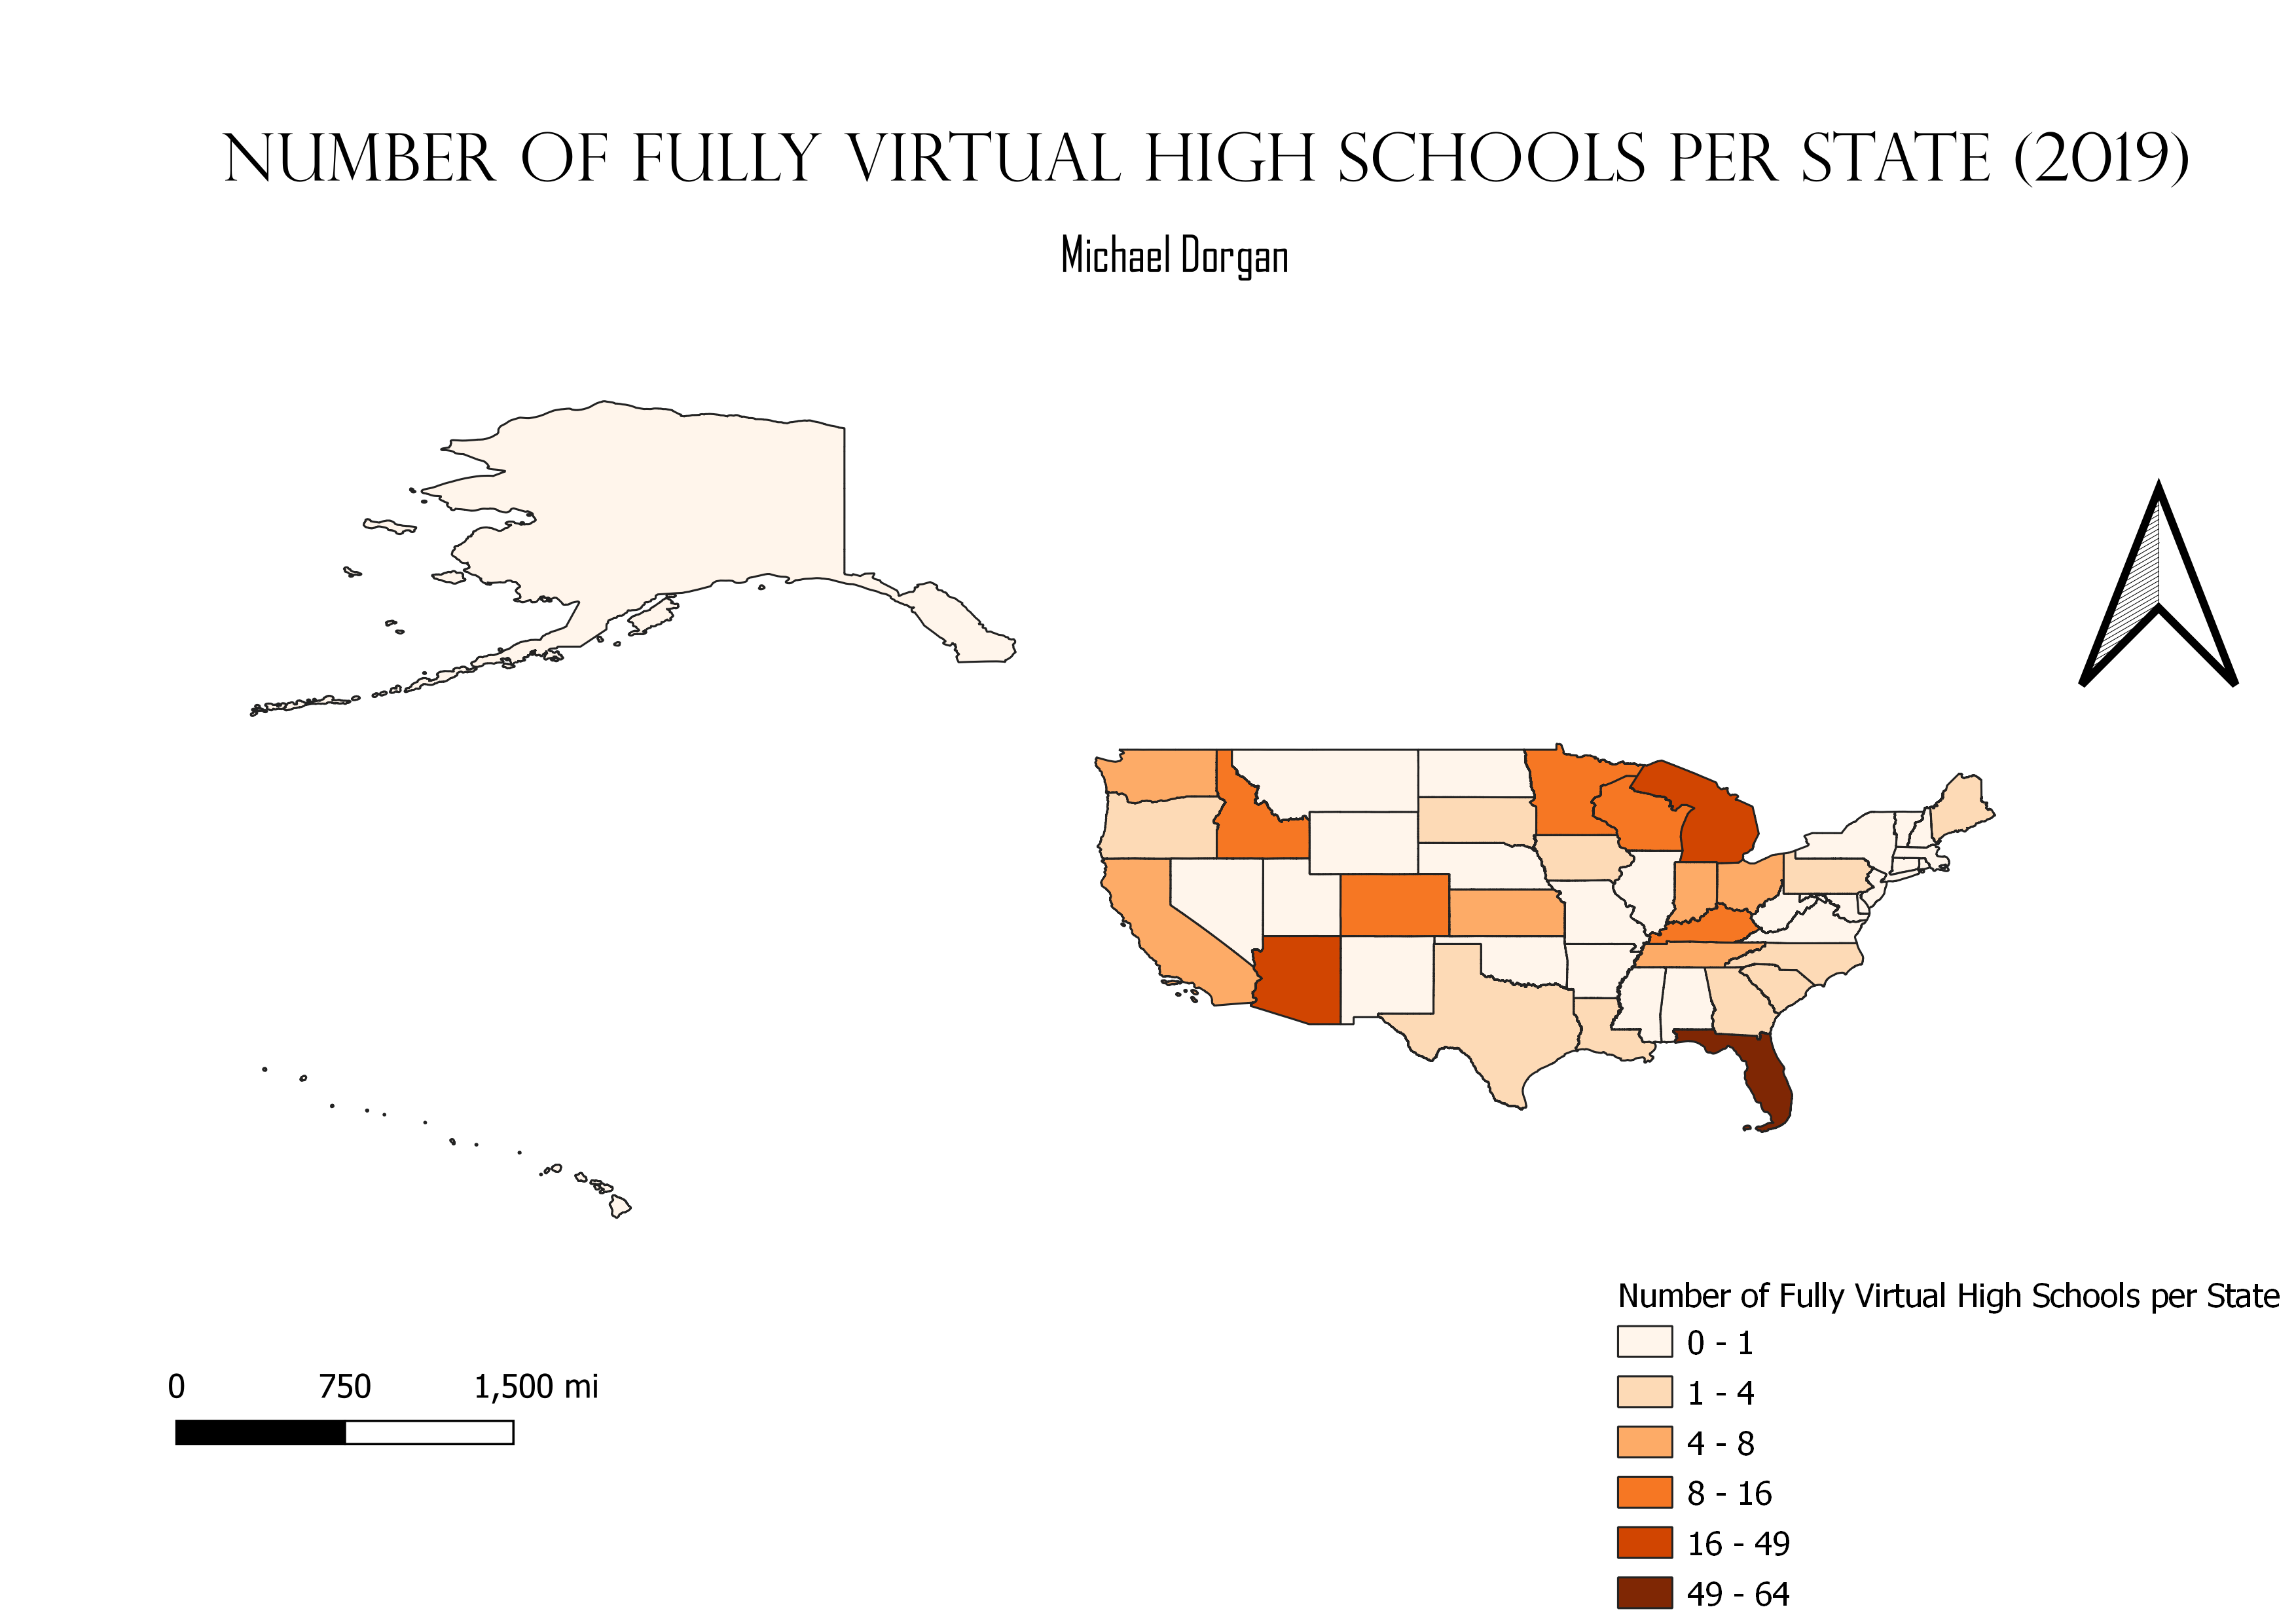 NUMBER OF FULLY VIRTUAL HIGH SCHOOLS PER STATE (2019)
Michael Dorgan
Number of Fully Virtual High Schools per State
0 - 1
1 - 4
4 - 8
8 - 16
16 - 49
49 - 64
0 750 1,500 mi